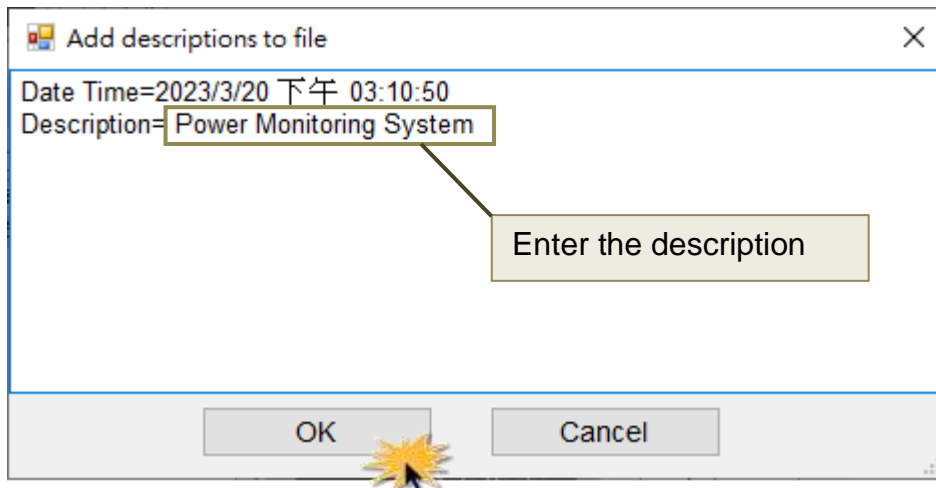 Add descriptions to file
Date Time=2023/3/20 下午 03:10:50
Description= Power Monitoring System
Enter the description
OK
Cancel